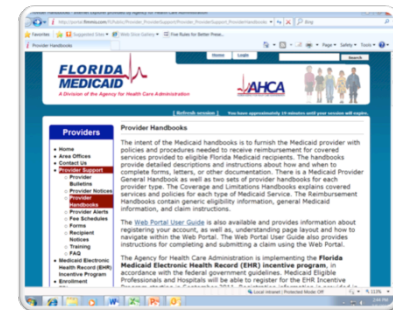 Provider Handbooks
Home
Login
Search
FLORIDA
MEDICAID
A Division of the Agency for Health Care Administration
AHCA
[ Refresh session ] You have approximately 19 minutes until your session will expire.
Providers
Home
Area Offices
Contact Us
Provider Support
Provider
Bulletins
Provider Notices
Provider
Handbooks
Provider Alerts
Fee Schedules
Forms
Recipient
Notices
Training
FAQ
Medicaid Electronic
Health Record (EHR)
Incentive Program
Enrollment
Provider Handbooks
The intent of the Medicaid handbooks is to furnish the Medicaid provider with
policies and procedures needed to receive reimbursement for covered
services provided to eligible Florida Medicaid recipients. The handbooks
provide detailed descriptions and instructions about how and when to
complete forms, letters, or other documentation. There is a Medicaid Provider
General Handbook as well as two sets of provider handbooks for each
provider type. The Coverage and Limitations Handbooks explains covered
services and policies for each type of Medicaid Service. The Reimbursement
Handbooks contain generic eligibility information, general Medicaid
information, and claim instructions.
The Web Portal User Guide is also available and provides information about
registering your account, as well as, understanding page layout and how to
navigate within the Web Portal. The Web Portal User Guide also provides
instructions for completing and submitting a claim using the Web Portal.
The Agency for Health Care Administration is implementing the Florida
Medicaid Electronic Health Record (EHR) incentive program, in
accordance with the federal government guidelines. Medicaid Eligible
Professionals and Hospitals will be able to register for the EHR Incentive